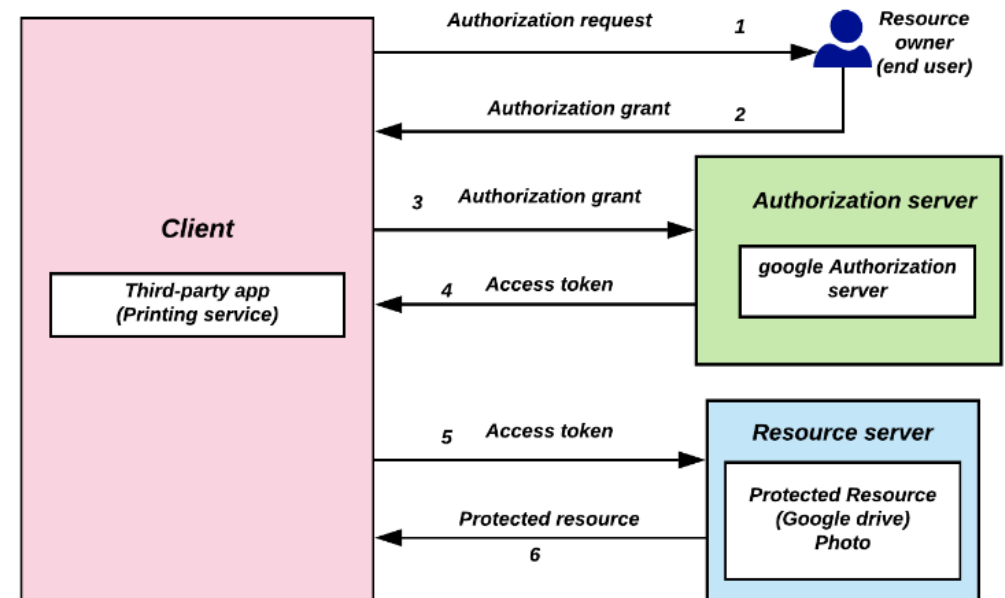 Authorization request
1
Resource
owner
(end user)
Authorization grant
2
Client
Third-party app
(Printing service)
3
Authorization grant
Authorization server
google Authorization
server
4
Access token
5
Access token
Resource server
Protected Resource
(Google drive)
Photo
Protected resource
6